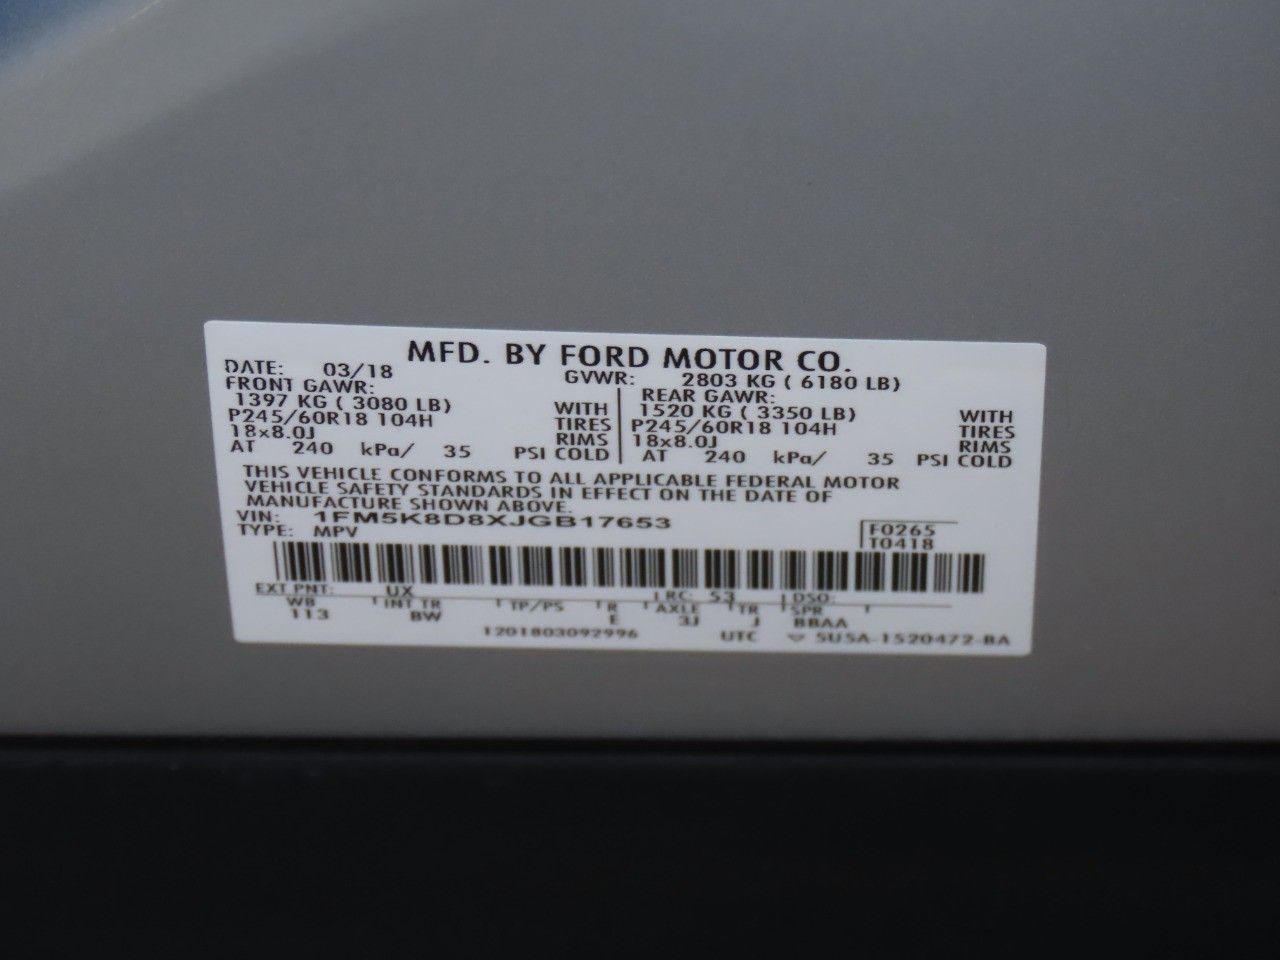 MFD. BY FORD MOTOR CO.
DATE: 03/18 GVWR: 2803 KG ( 6180 LB)
FRONT GAWR: REAR GAWR:
1397 KG ( 3080 LB) WITH 1520 KG ( 3350 LB) WITH
P245/60R18 104H TIRES P245/60R18 104H TIRES
18x8.0J RIMS 18x8.0J RIMS
AT 240 kPa/ 35 PSI COLD AT 240 kPa/ 35 PSI COLD
THIS VEHICLE CONFORMS TO ALL APPLICABLE FEDERAL MOTOR
VEHICLE SAFETY STANDARDS IN EFFECT ON THE DATE OF
MANUFACTURE SHOWN ABOVE.
VIN: 1FM5K8D8XJGB17653 F0265
TYPE: MPV T0418
EXT PNT: UX RC: 53 DSO:
WB INT TR TP/PS R AXLE TR SPR
113 BW E 3J J BBAA
1201803092996 UTC 5U5A-1520472-BA